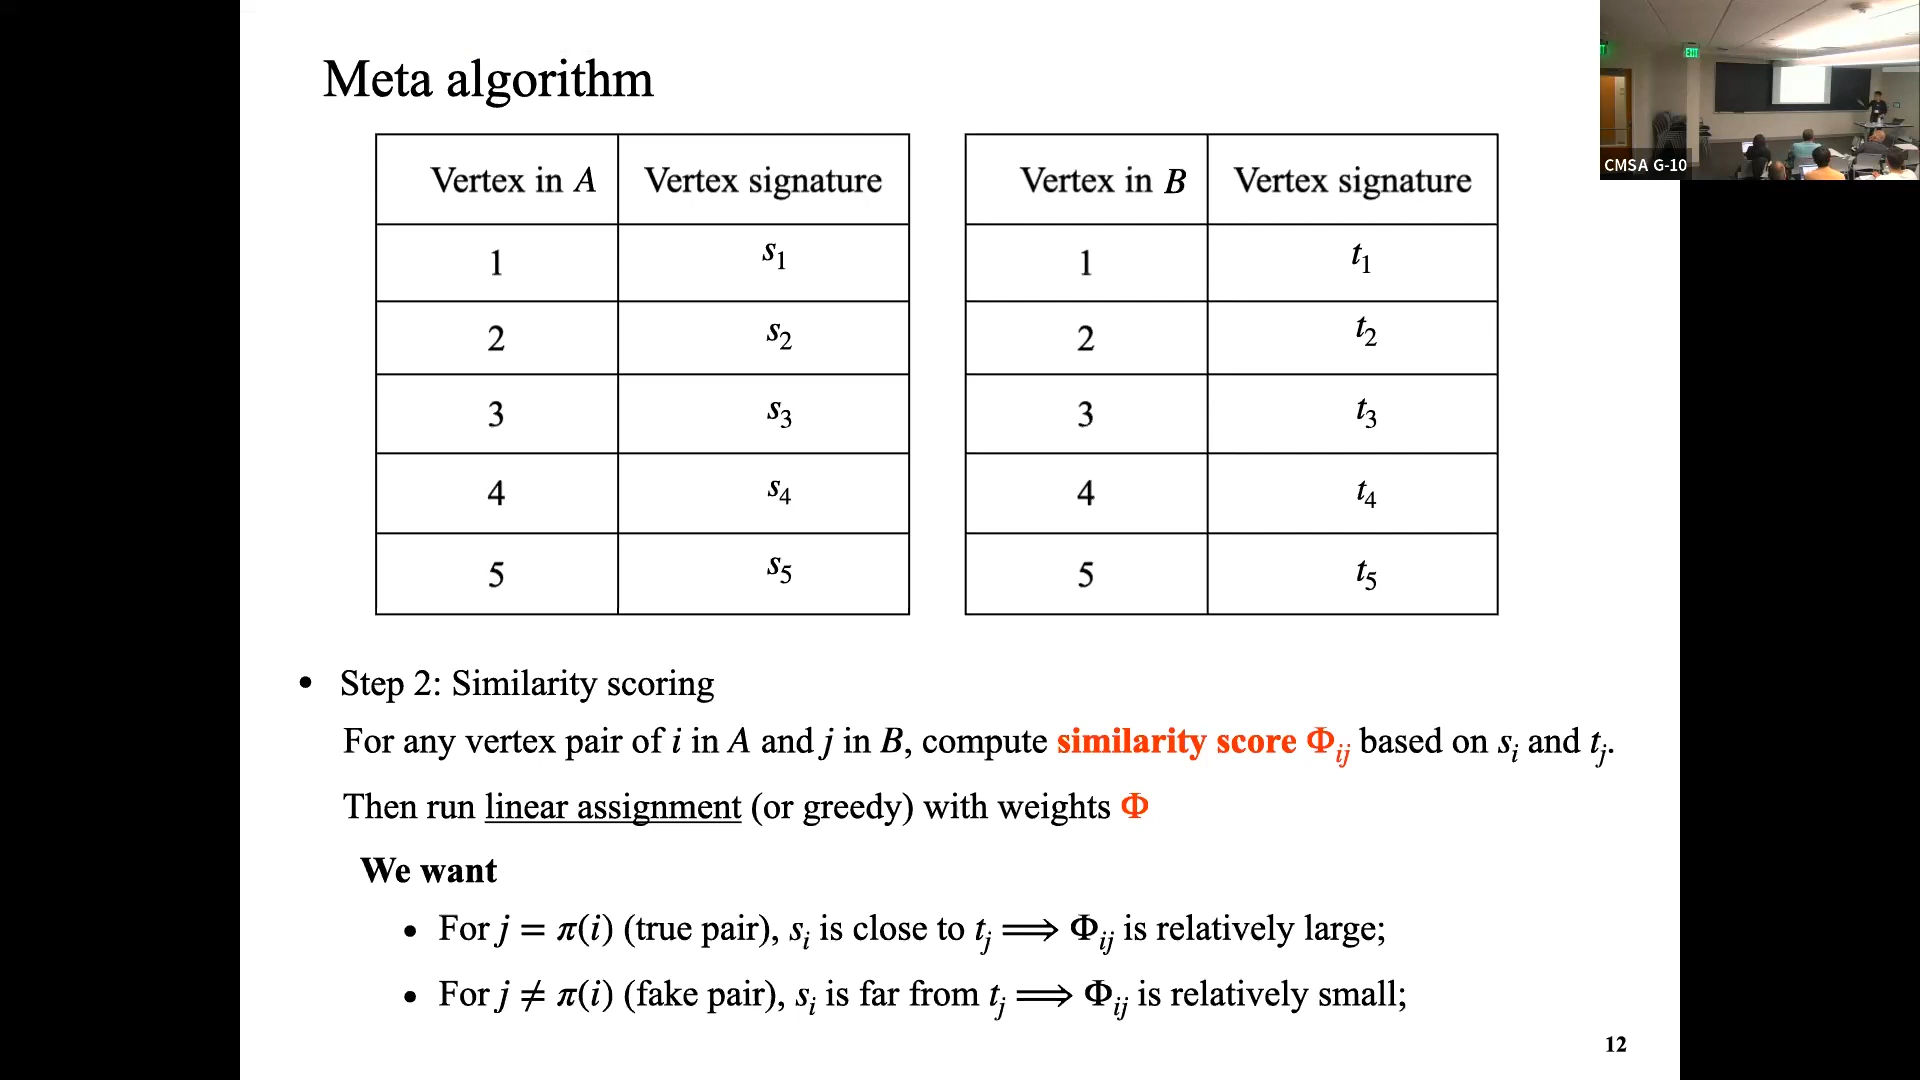 Meta algorithm
Vertex in A Vertex signature
1 s₁
2 s₂
3 s₃
4 s₄
5 s₅
Vertex in B Vertex signature
1 t₁
2 t₂
3 t₃
4 t₄
5 t₅
• Step 2: Similarity scoring
For any vertex pair of i in A and j in B, compute similarity score Φᵢⱼ based on sᵢ and tⱼ.
Then run linear assignment (or greedy) with weights Φ
We want
• For j = π(i) (true pair), sᵢ is close to tⱼ ⟹ Φᵢⱼ is relatively large;
• For j ≠ π(i) (fake pair), sᵢ is far from tⱼ ⟹ Φᵢⱼ is relatively small;
12
EXIT
CMSA G-10